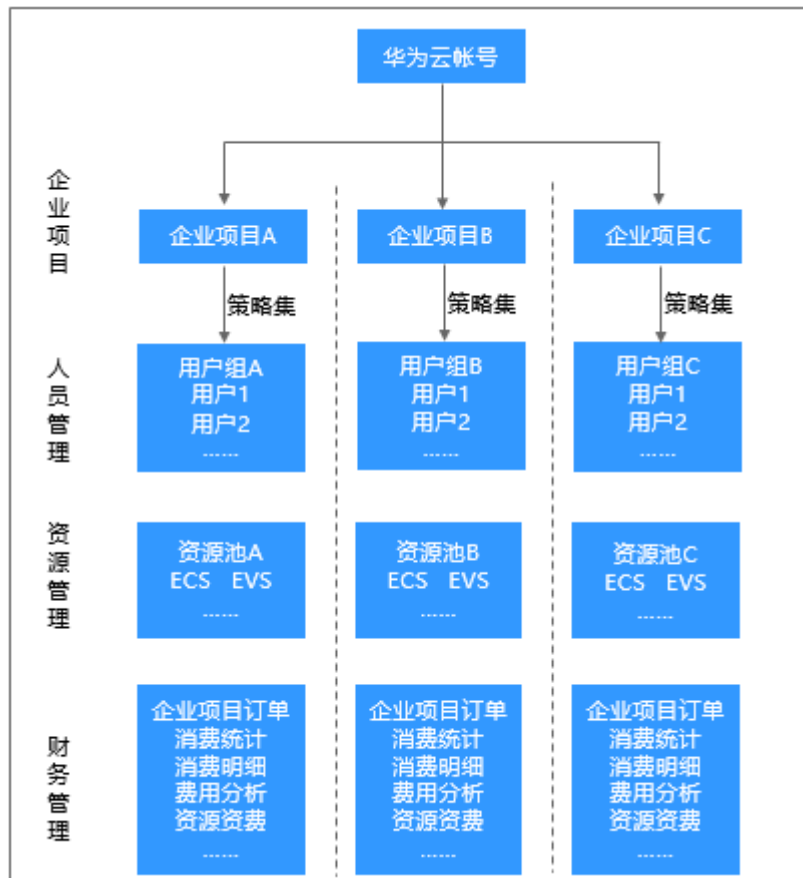 华为云帐号
企业项目
企业项目A
企业项目B
企业项目C
策略集
策略集
策略集
人员管理
用户组A
用户1
用户2
......
用户组B
用户1
用户2
......
用户组C
用户1
用户2
......
资源管理
资源池A
ECS EVS
......
资源池B
ECS EVS
......
资源池C
ECS EVS
......
财务管理
企业项目订单
消费统计
消费明细
费用分析
资源资费
......
企业项目订单
消费统计
消费明细
费用分析
资源资费
......
企业项目订单
消费统计
消费明细
费用分析
资源资费
......